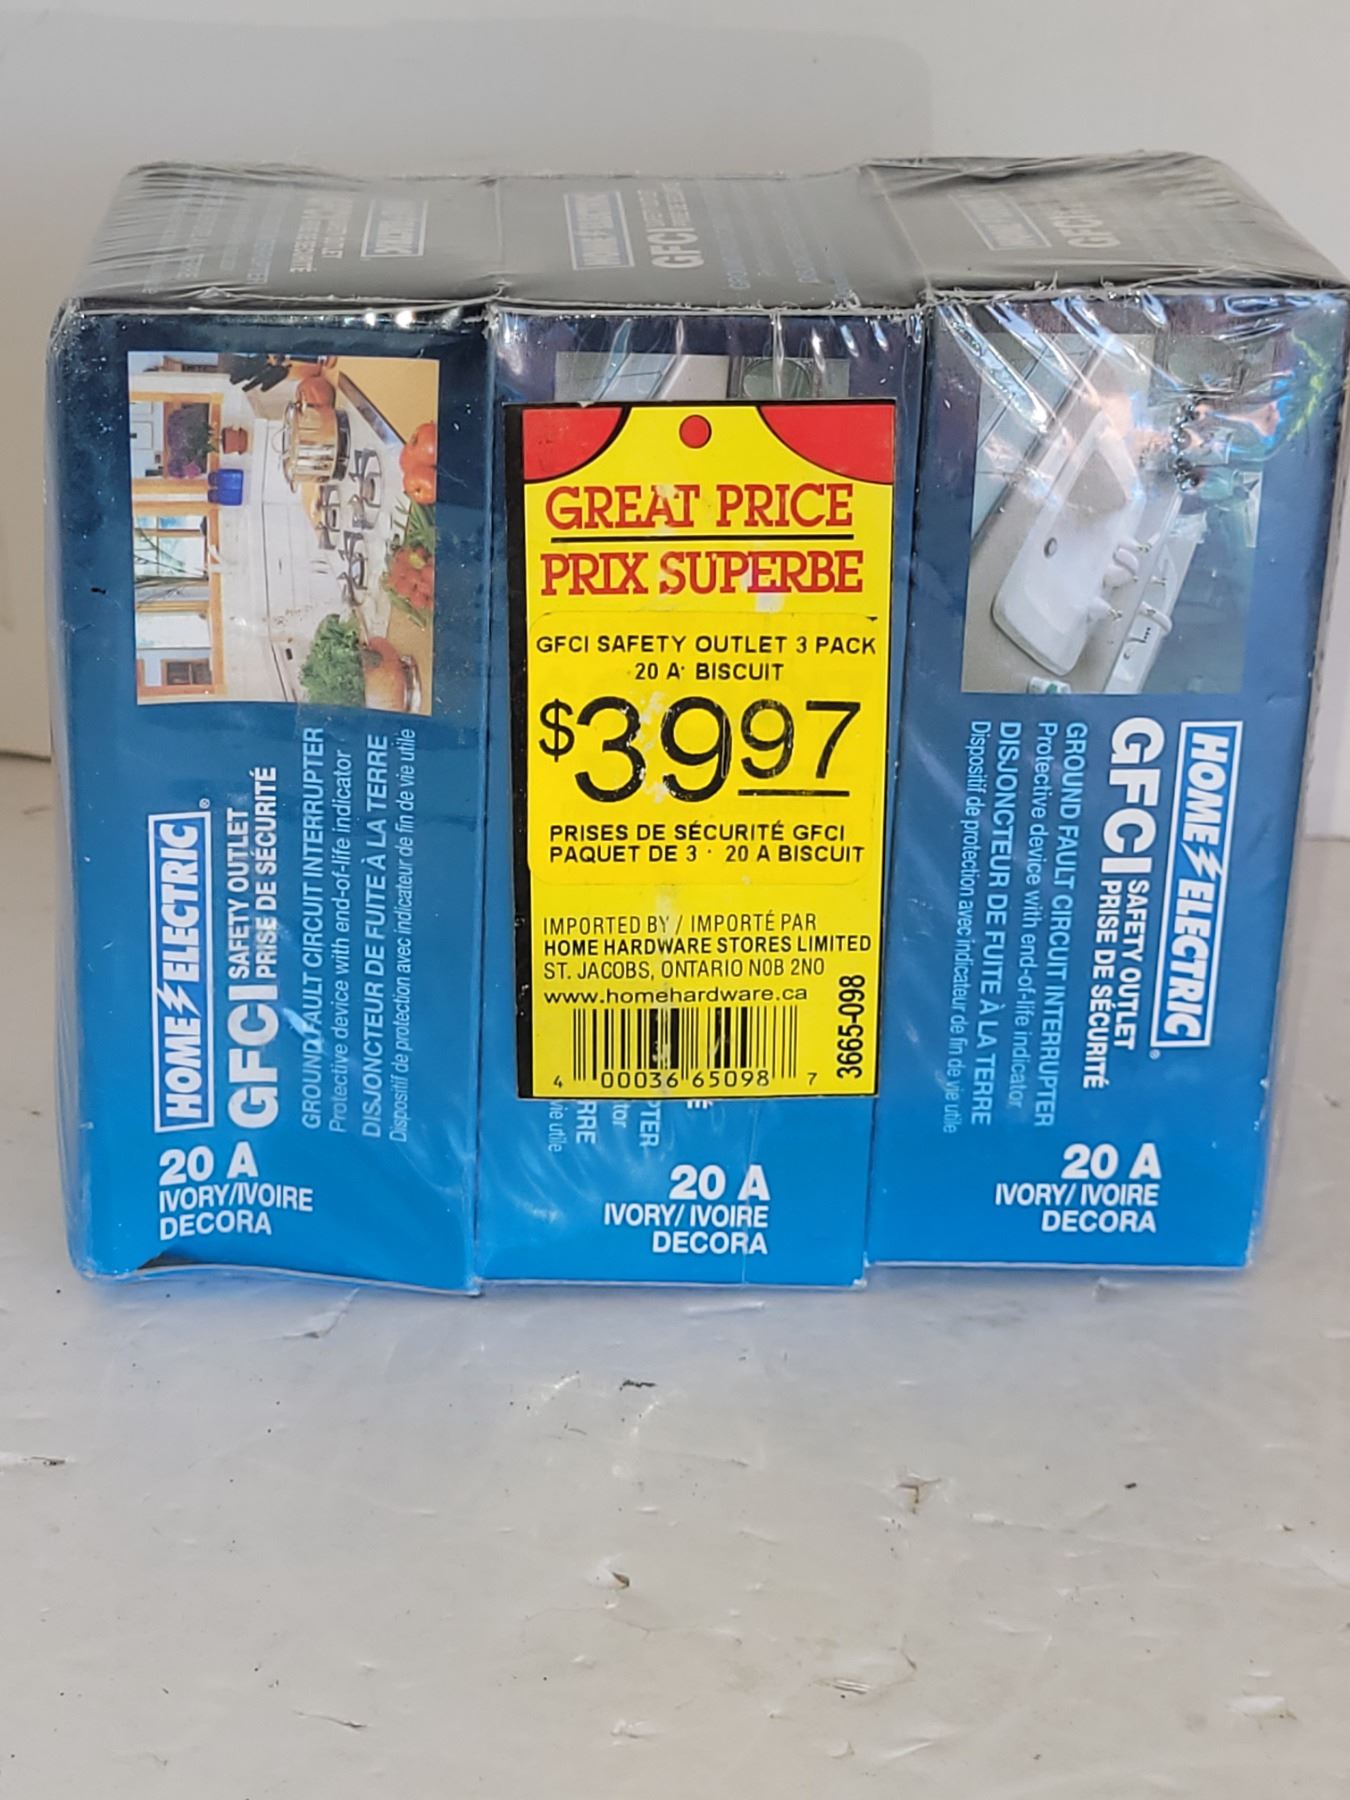 GFCI
HOME ELECTRIC®
GFCI SAFETY OUTLET
PRISE DE SÉCURITÉ
GROUND FAULT CIRCUIT INTERRUPTER
Protective device with end-of-life indicator
DISJONCTEUR DE FUITE À LA TERRE
Dispositif de protection avec indicateur de fin de vie utile
20 A
IVORY/IVOIRE
DECORA
GREAT PRICE
PRIX SUPERBE
GFCI SAFETY OUTLET 3 PACK
20 A BISCUIT
$3997
PRISES DE SÉCURITÉ GFCI
PAQUET DE 3 · 20 A BISCUIT
IMPORTED BY / IMPORTÉ PAR
HOME HARDWARE STORES LIMITED
ST. JACOBS, ONTARIO N0B 2N0
www.homehardware.ca
4 00036 65098 7
3665-098
20 A
IVORY/ IVOIRE
DECORA
HOME ELECTRIC®
GFCI SAFETY OUTLET
PRISE DE SÉCURITÉ
GROUND FAULT CIRCUIT INTERRUPTER
Protective device with end-of-life indicator
DISJONCTEUR DE FUITE À LA TERRE
Dispositif de protection avec indicateur de fin de vie utile
20 A
IVORY/ IVOIRE
DECORA